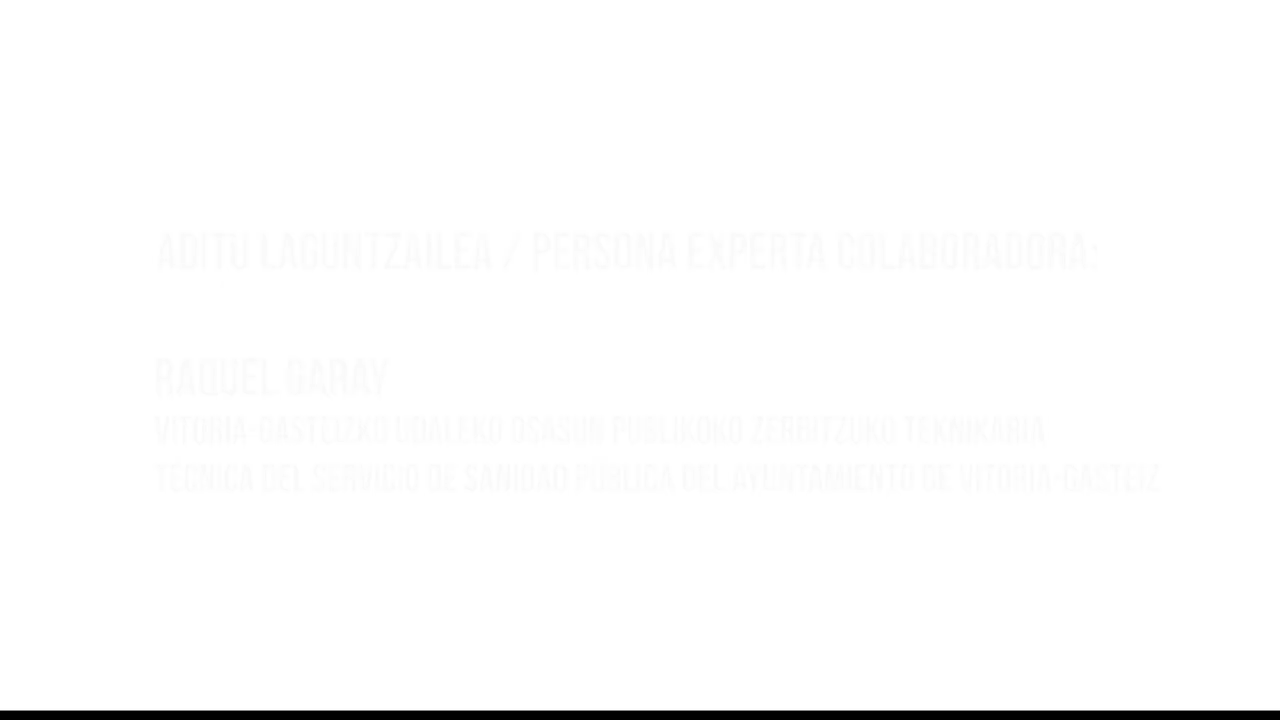 ADITU LAGUNTZAILEA / PERSONA EXPERTA COLABORADORA:
RAQUEL GARAY
VITORIA-GASTEIZKO UDALEKO OSASUN PUBLIKOKO ZERBITZUKO TEKNIKARIA
TÉCNICA DEL SERVICIO DE SANIDAD PÚBLICA DEL AYUNTAMIENTO DE VITORIA-GASTEIZ